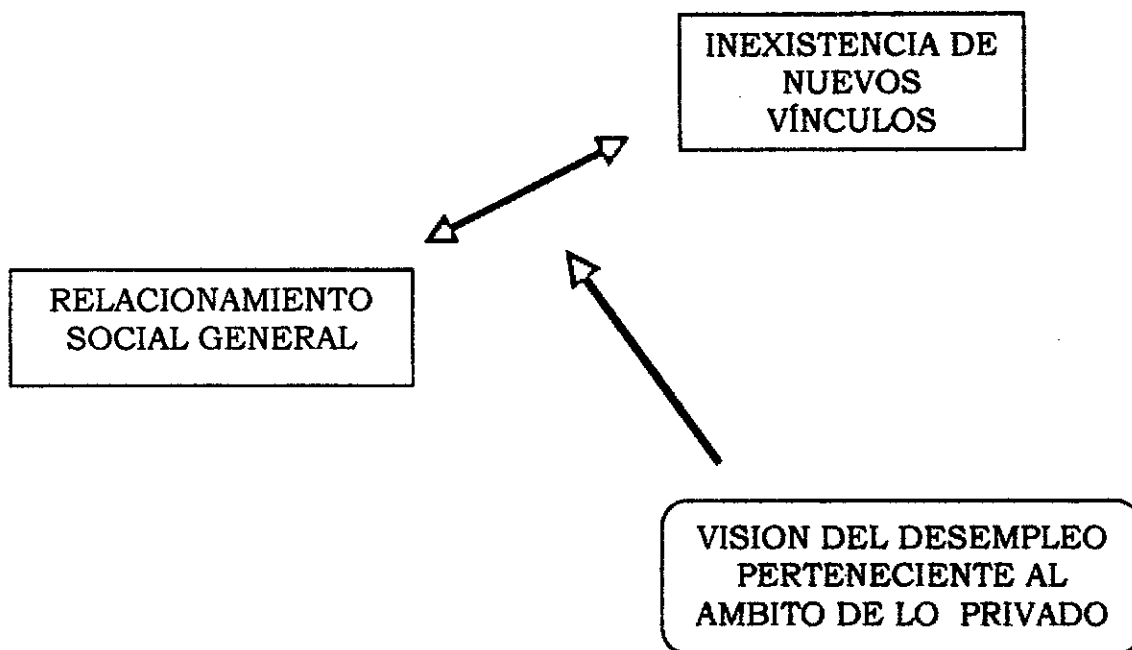 INEXISTENCIA DE
NUEVOS
VÍNCULOS
RELACIONAMIENTO
SOCIAL GENERAL
VISION DEL DESEMPLEO
PERTENECIENTE AL
AMBITO DE LO PRIVADO